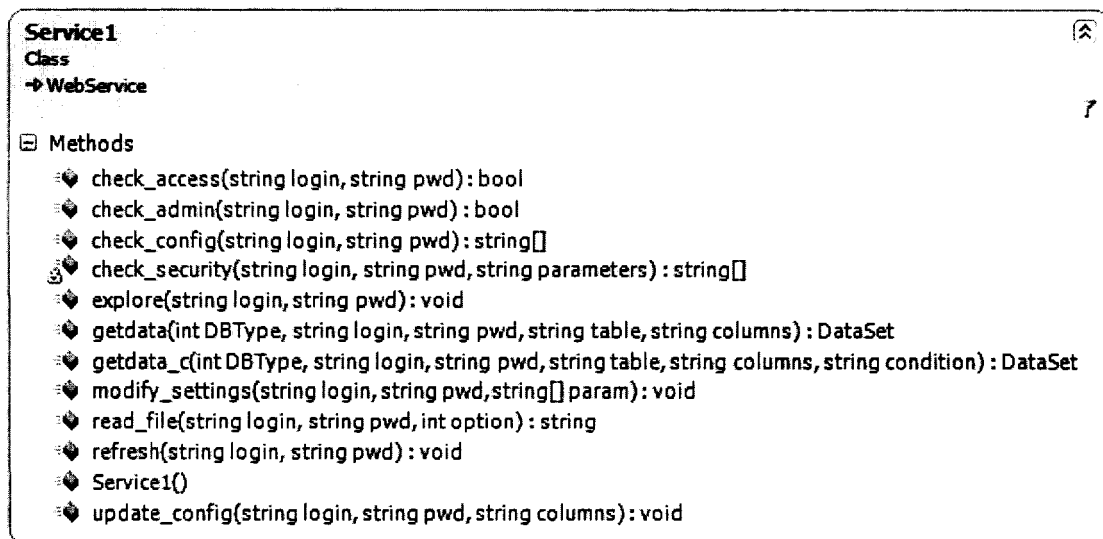 Service1
Class
WebService
Methods
check_access(string login, string pwd) : bool
check_admin(string login, string pwd) : bool
check_config(string login, string pwd) : string[]
check_security(string login, string pwd, string parameters) : string[]
explore(string login, string pwd) : void
getdata(int DBType, string login, string pwd, string table, string columns) : DataSet
getdata_c(int DBType, string login, string pwd, string table, string columns, string condition) : DataSet
modify_settings(string login, string pwd, string[] param) : void
read_file(string login, string pwd, int option) : string
refresh(string login, string pwd) : void
Service1()
update_config(string login, string pwd, string columns) : void